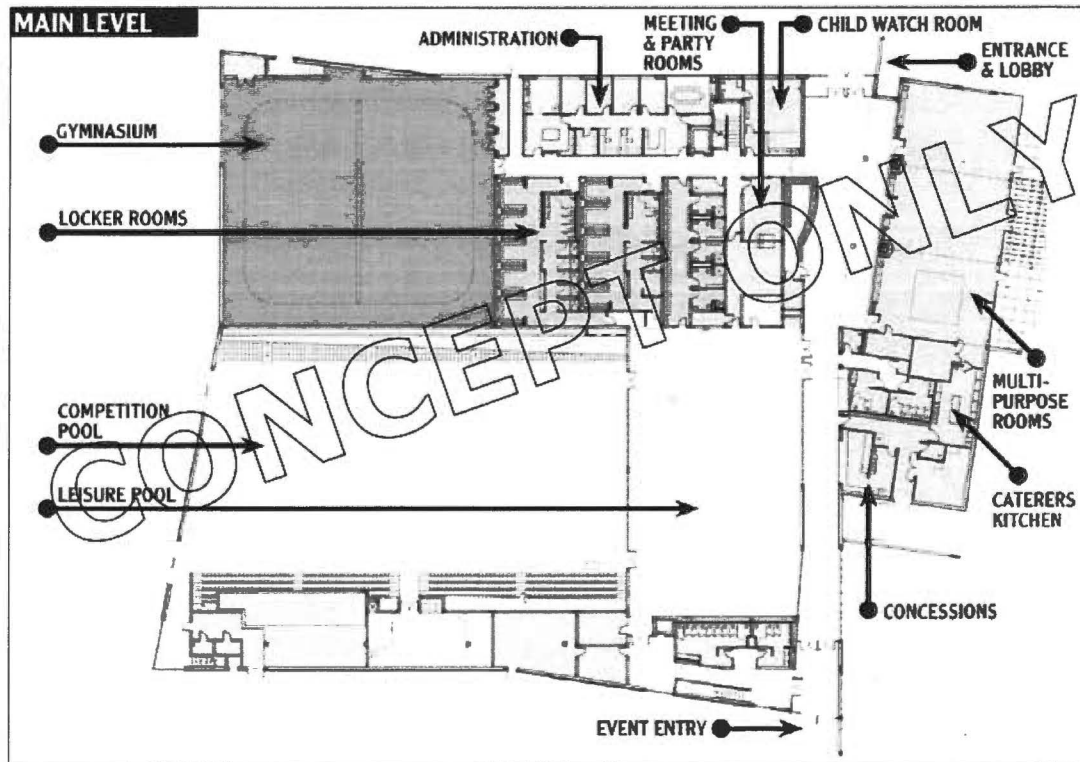 MAIN LEVEL
ADMINISTRATION
MEETING
& PARTY
ROOMS
CHILD WATCH ROOM
ENTRANCE
& LOBBY
GYMNASIUM
LOCKER ROOMS
CONCEPT ONLY
COMPETITION
POOL
LEISURE POOL
MULTI-
PURPOSE
ROOMS
CATERERS
KITCHEN
CONCESSIONS
EVENT ENTRY